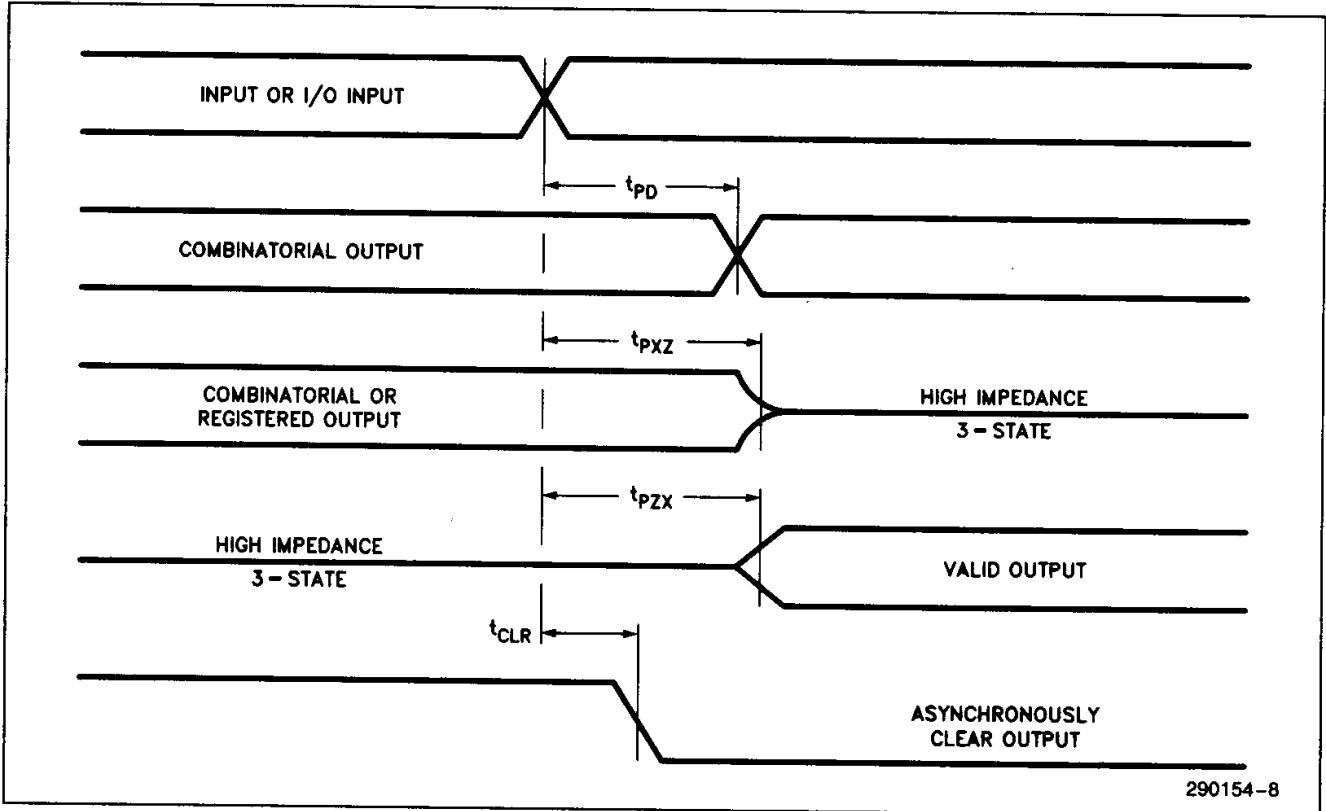 INPUT OR I/O INPUT
tPD
COMBINATORIAL OUTPUT
tPXZ
COMBINATORIAL OR
REGISTERED OUTPUT
HIGH IMPEDANCE
3-STATE
tPZX
HIGH IMPEDANCE
3-STATE
VALID OUTPUT
tCLR
ASYNCHRONOUSLY
CLEAR OUTPUT
290154-8